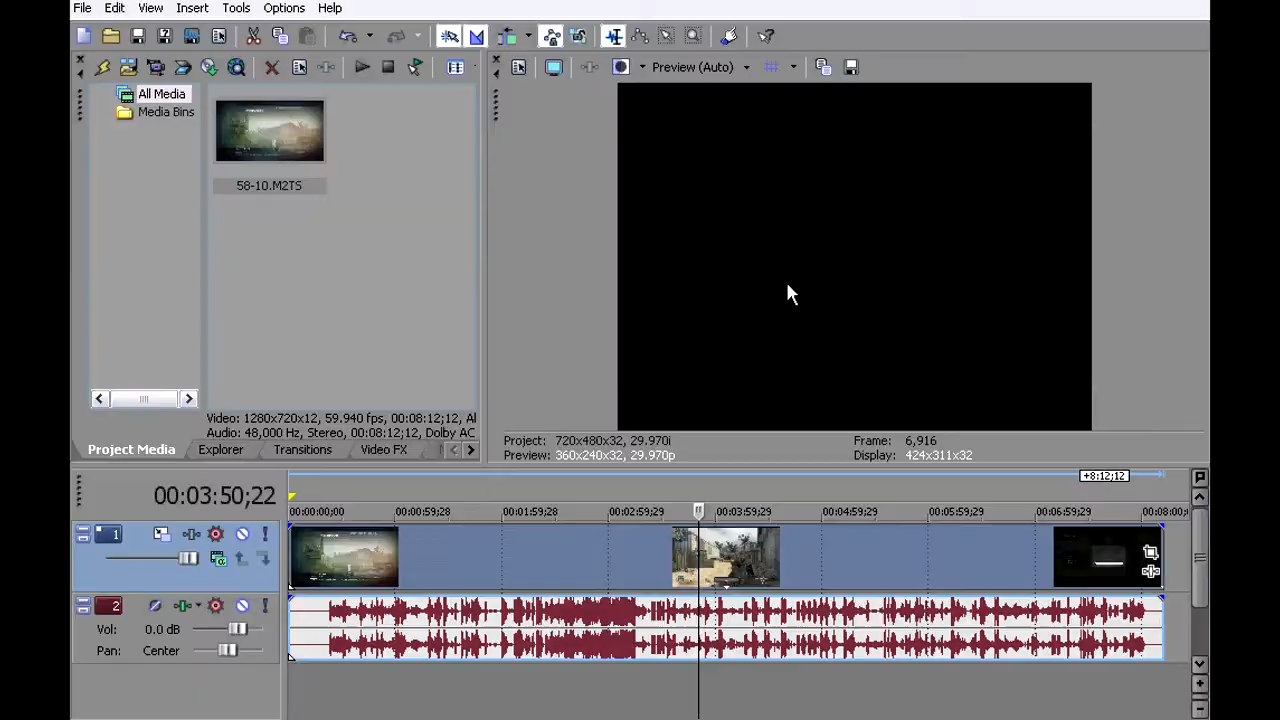 File Edit View Insert Tools Options Help
Preview (Auto)
All Media
Media Bins
58-10.M2TS
Video: 1280x720x12, 59.940 fps, 00:08:12;12, Al
Audio: 48,000 Hz, Stereo, 00:08:12;12, Dolby AC
Project Media Explorer Transitions Video FX
Project: 720x480x32, 29.970i Frame: 6,916
Preview: 360x240x32, 29.970p Display: 424x311x32
+8:12;12
00:03:50;22
00:00:00;00 00:00:59;28 00:01:59;28 00:02:59;29 00:03:59;29 00:04:59;29 00:05:59;29 00:06:59;29 00:08:00;
1
2
Vol: 0.0 dB
Pan: Center